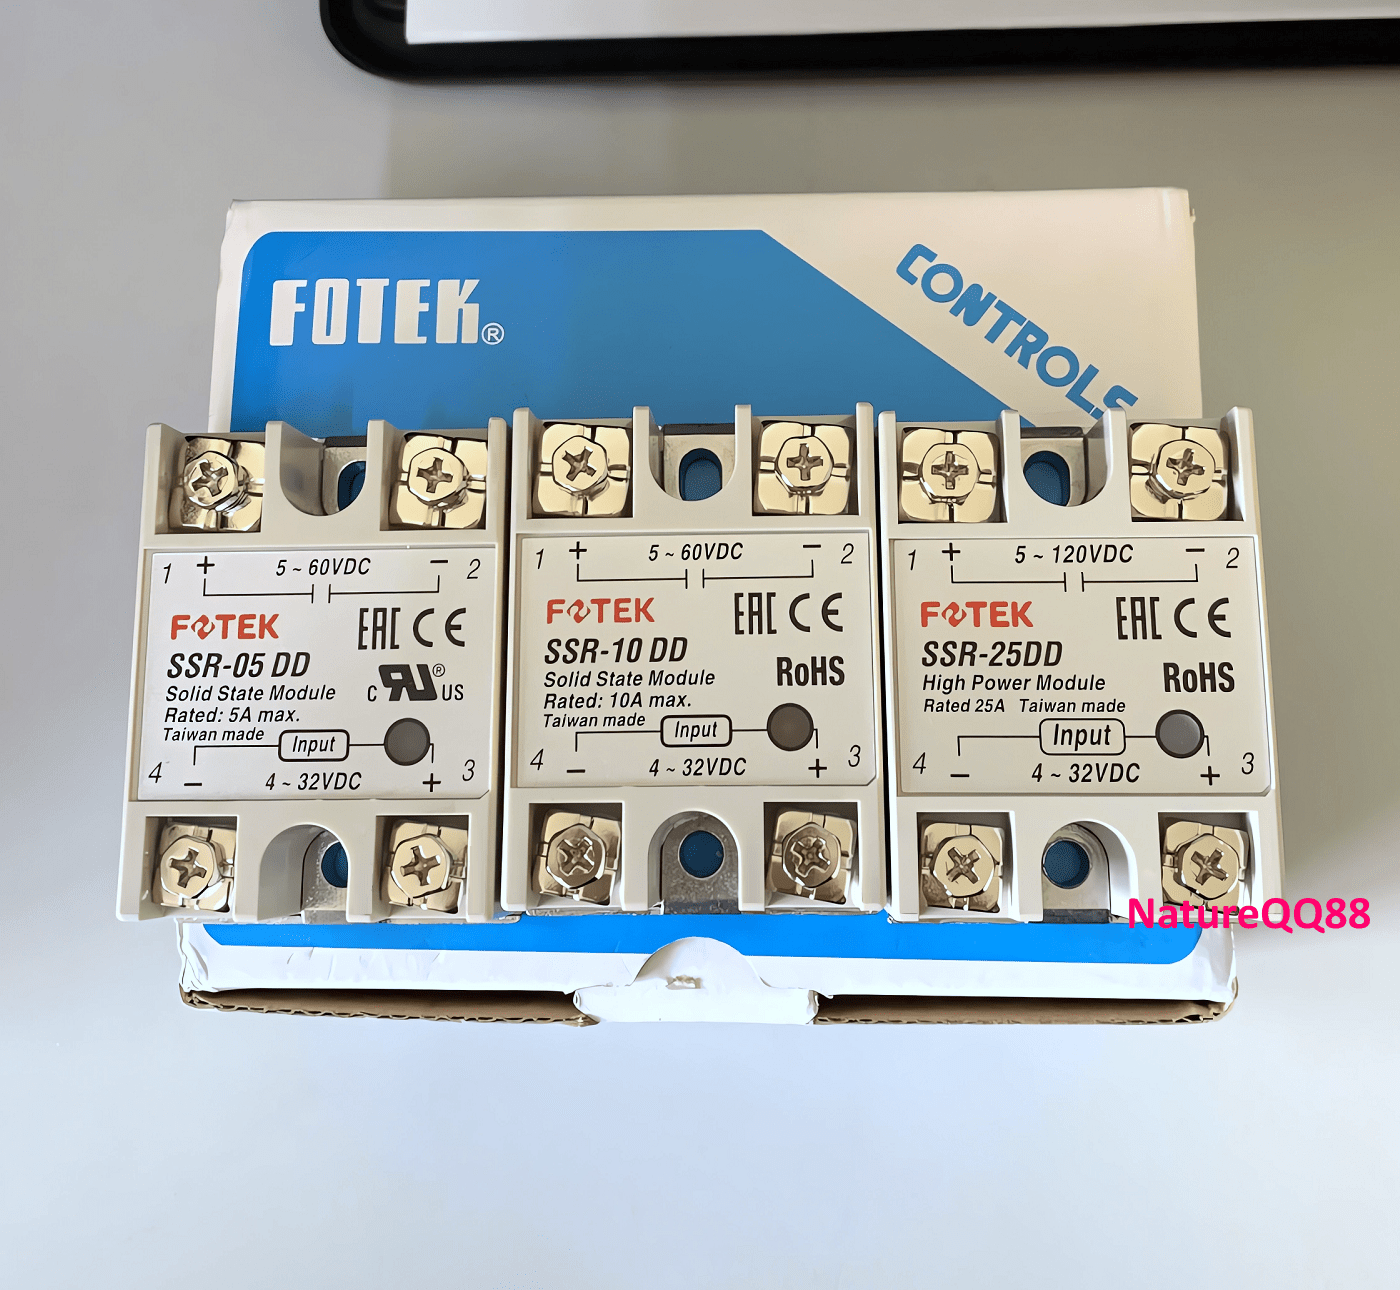 FOTEK®
CONTROLS
1 + 5 ~ 60VDC − 2
FOTEK EAC CE
SSR-05 DD
Solid State Module
c RU® US
Rated: 5A max.
Taiwan made
Input
4 − 4 ~ 32VDC + 3
1 + 5 ~ 60VDC − 2
FOTEK EAC CE
SSR-10 DD
Solid State Module RoHS
Rated: 10A max.
Taiwan made
Input
4 − 4 ~ 32VDC + 3
1 + 5 ~ 120VDC − 2
FOTEK EAC CE
SSR-25DD
High Power Module RoHS
Rated 25A Taiwan made
Input
4 − 4 ~ 32VDC + 3
NatureQQ88